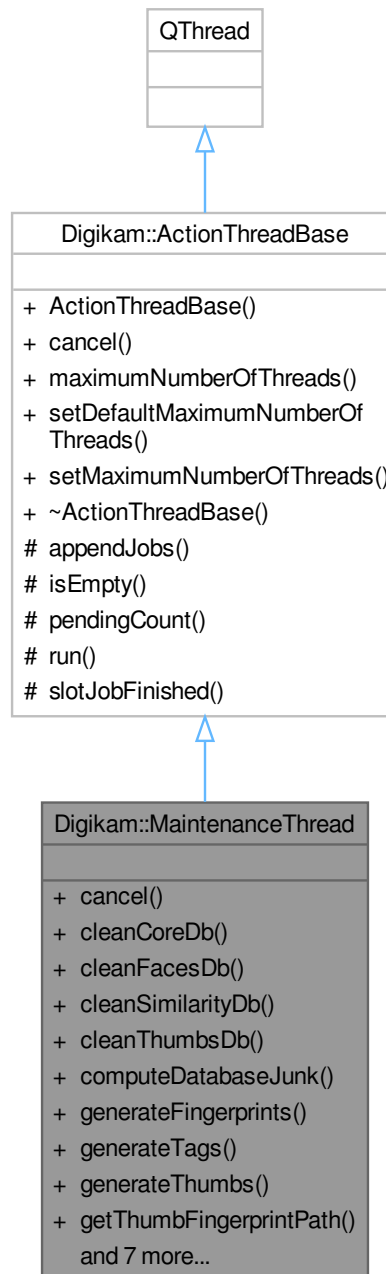 QThread
Digikam::ActionThreadBase
+ ActionThreadBase()
+ cancel()
+ maximumNumberOfThreads()
+ setDefaultMaximumNumberOf
Threads()
+ setMaximumNumberOfThreads()
+ ~ActionThreadBase()
# appendJobs()
# isEmpty()
# pendingCount()
# run()
# slotJobFinished()
Digikam::MaintenanceThread
+ cancel()
+ cleanCoreDb()
+ cleanFacesDb()
+ cleanSimilarityDb()
+ cleanThumbsDb()
+ computeDatabaseJunk()
+ generateFingerprints()
+ generateTags()
+ generateThumbs()
+ getThumbFingerprintPath()
and 7 more...